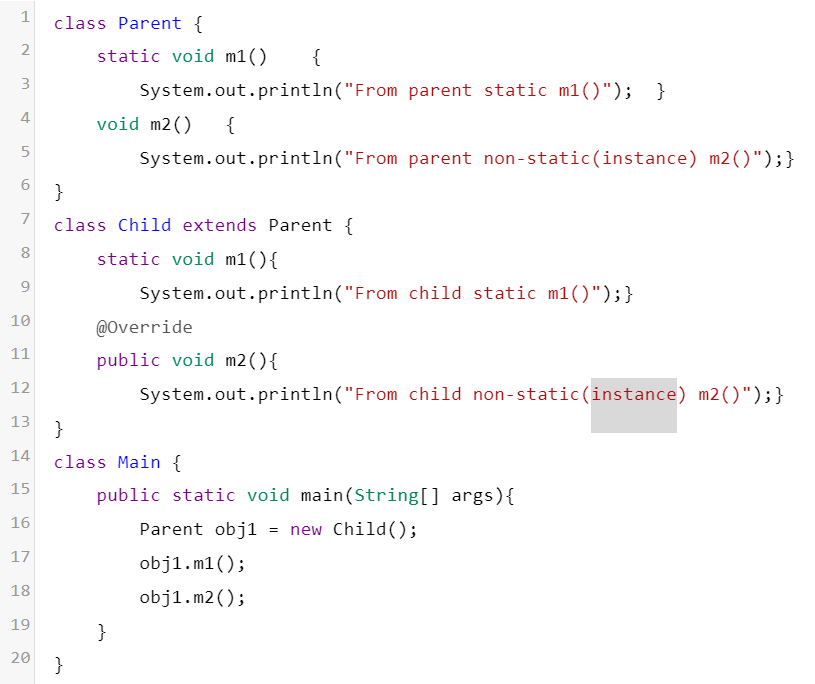 1 class Parent {
2     static void m1()    {
3         System.out.println("From parent static m1()");  }
4     void m2()   {
5         System.out.println("From parent non-static(instance) m2()");}
6 }
7 class Child extends Parent {
8     static void m1(){
9         System.out.println("From child static m1()");}
10     @Override
11     public void m2(){
12         System.out.println("From child non-static(instance) m2()");}
13 }
14 class Main {
15     public static void main(String[] args){
16         Parent obj1 = new Child();
17         obj1.m1();
18         obj1.m2();
19     }
20 }